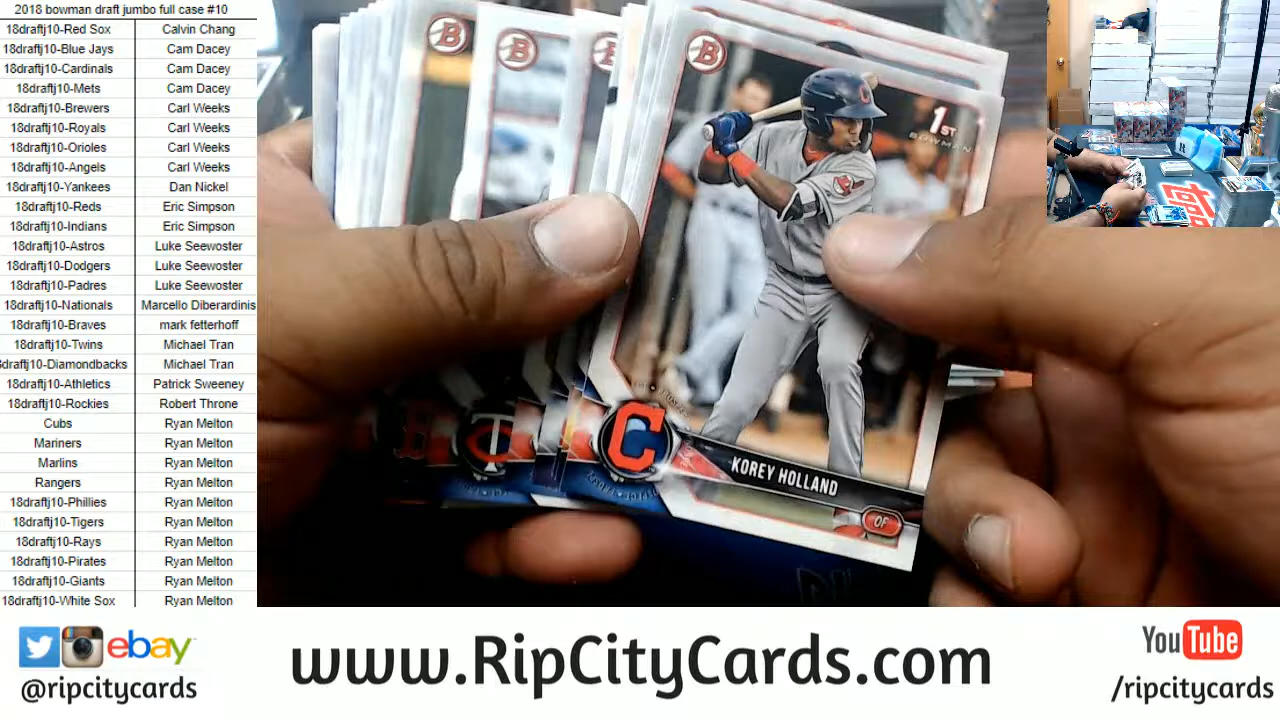 2018 bowman draft jumbo full case #10
18draftj10-Red Sox Calvin Chang
18draftj10-Blue Jays Cam Dacey
18draftj10-Cardinals Cam Dacey
18draftj10-Mets Cam Dacey
18draftj10-Brewers Carl Weeks
18draftj10-Royals Carl Weeks
18draftj10-Orioles Carl Weeks
18draftj10-Angels Carl Weeks
18draftj10-Yankees Dan Nickel
18draftj10-Reds Eric Simpson
18draftj10-Indians Eric Simpson
18draftj10-Astros Luke Seewoster
18draftj10-Dodgers Luke Seewoster
18draftj10-Padres Luke Seewoster
18draftj10-Nationals Marcello Diberardinis
18draftj10-Braves mark fetterhoff
18draftj10-Twins Michael Tran
3draftj10-Diamondbacks Michael Tran
18draftj10-Athletics Patrick Sweeney
18draftj10-Rockies Robert Throne
Cubs Ryan Melton
Mariners Ryan Melton
Marlins Ryan Melton
Rangers Ryan Melton
18draftj10-Phillies Ryan Melton
18draftj10-Tigers Ryan Melton
18draftj10-Rays Ryan Melton
18draftj10-Pirates Ryan Melton
18draftj10-Giants Ryan Melton
18draftj10-White Sox Ryan Melton
B
B
B
1ST
BOWMAN
C
KOREY HOLLAND
OF
ebay
@ripcitycards
www.RipCityCards.com
YouTube
/ripcitycards